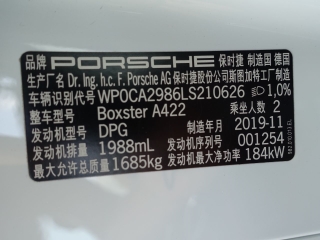 品牌 PORSCHE 保时捷 制造国 德国
生产厂名 Dr. Ing. h.c. F. Porsche AG 保时捷股份公司斯图加特工厂制造
车辆识别代号 WP0CA2986LS210626 1,0%
整车型号 Boxster A422 乘坐人数 2
发动机型号 DPG 制造年月 2019-11
发动机排量 1988mL 发动机号 001254
最大允许总质量 1685kg 发动机最大净功率 184kW